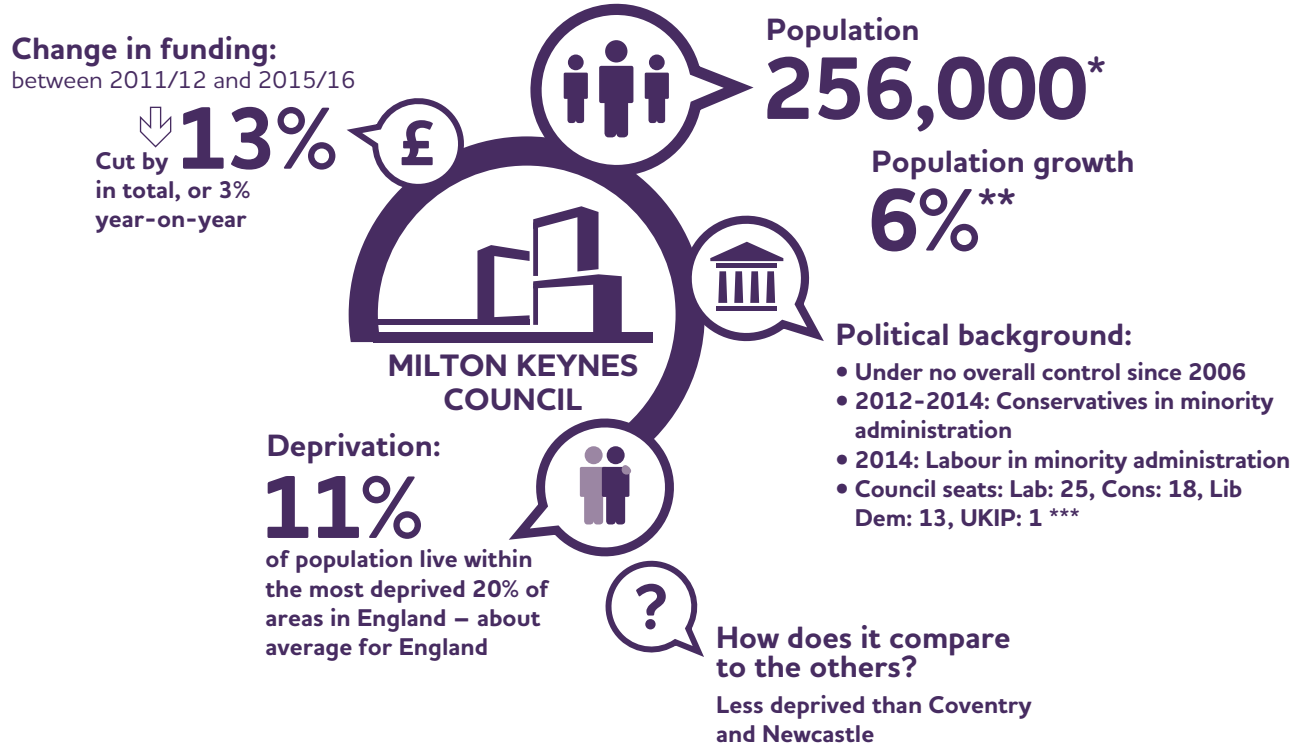 Change in funding:
between 2011/12 and 2015/16
Cut by 13%
in total, or 3%
year-on-year
£
Population
256,000*
Population growth
6%**
MILTON KEYNES
COUNCIL
Political background:
• Under no overall control since 2006
• 2012-2014: Conservatives in minority
administration
• 2014: Labour in minority administration
• Council seats: Lab: 25, Cons: 18, Lib
Dem: 13, UKIP: 1 ***
Deprivation:
11%
of population live within
the most deprived 20% of
areas in England – about
average for England
?
How does it compare
to the others?
Less deprived than Coventry
and Newcastle